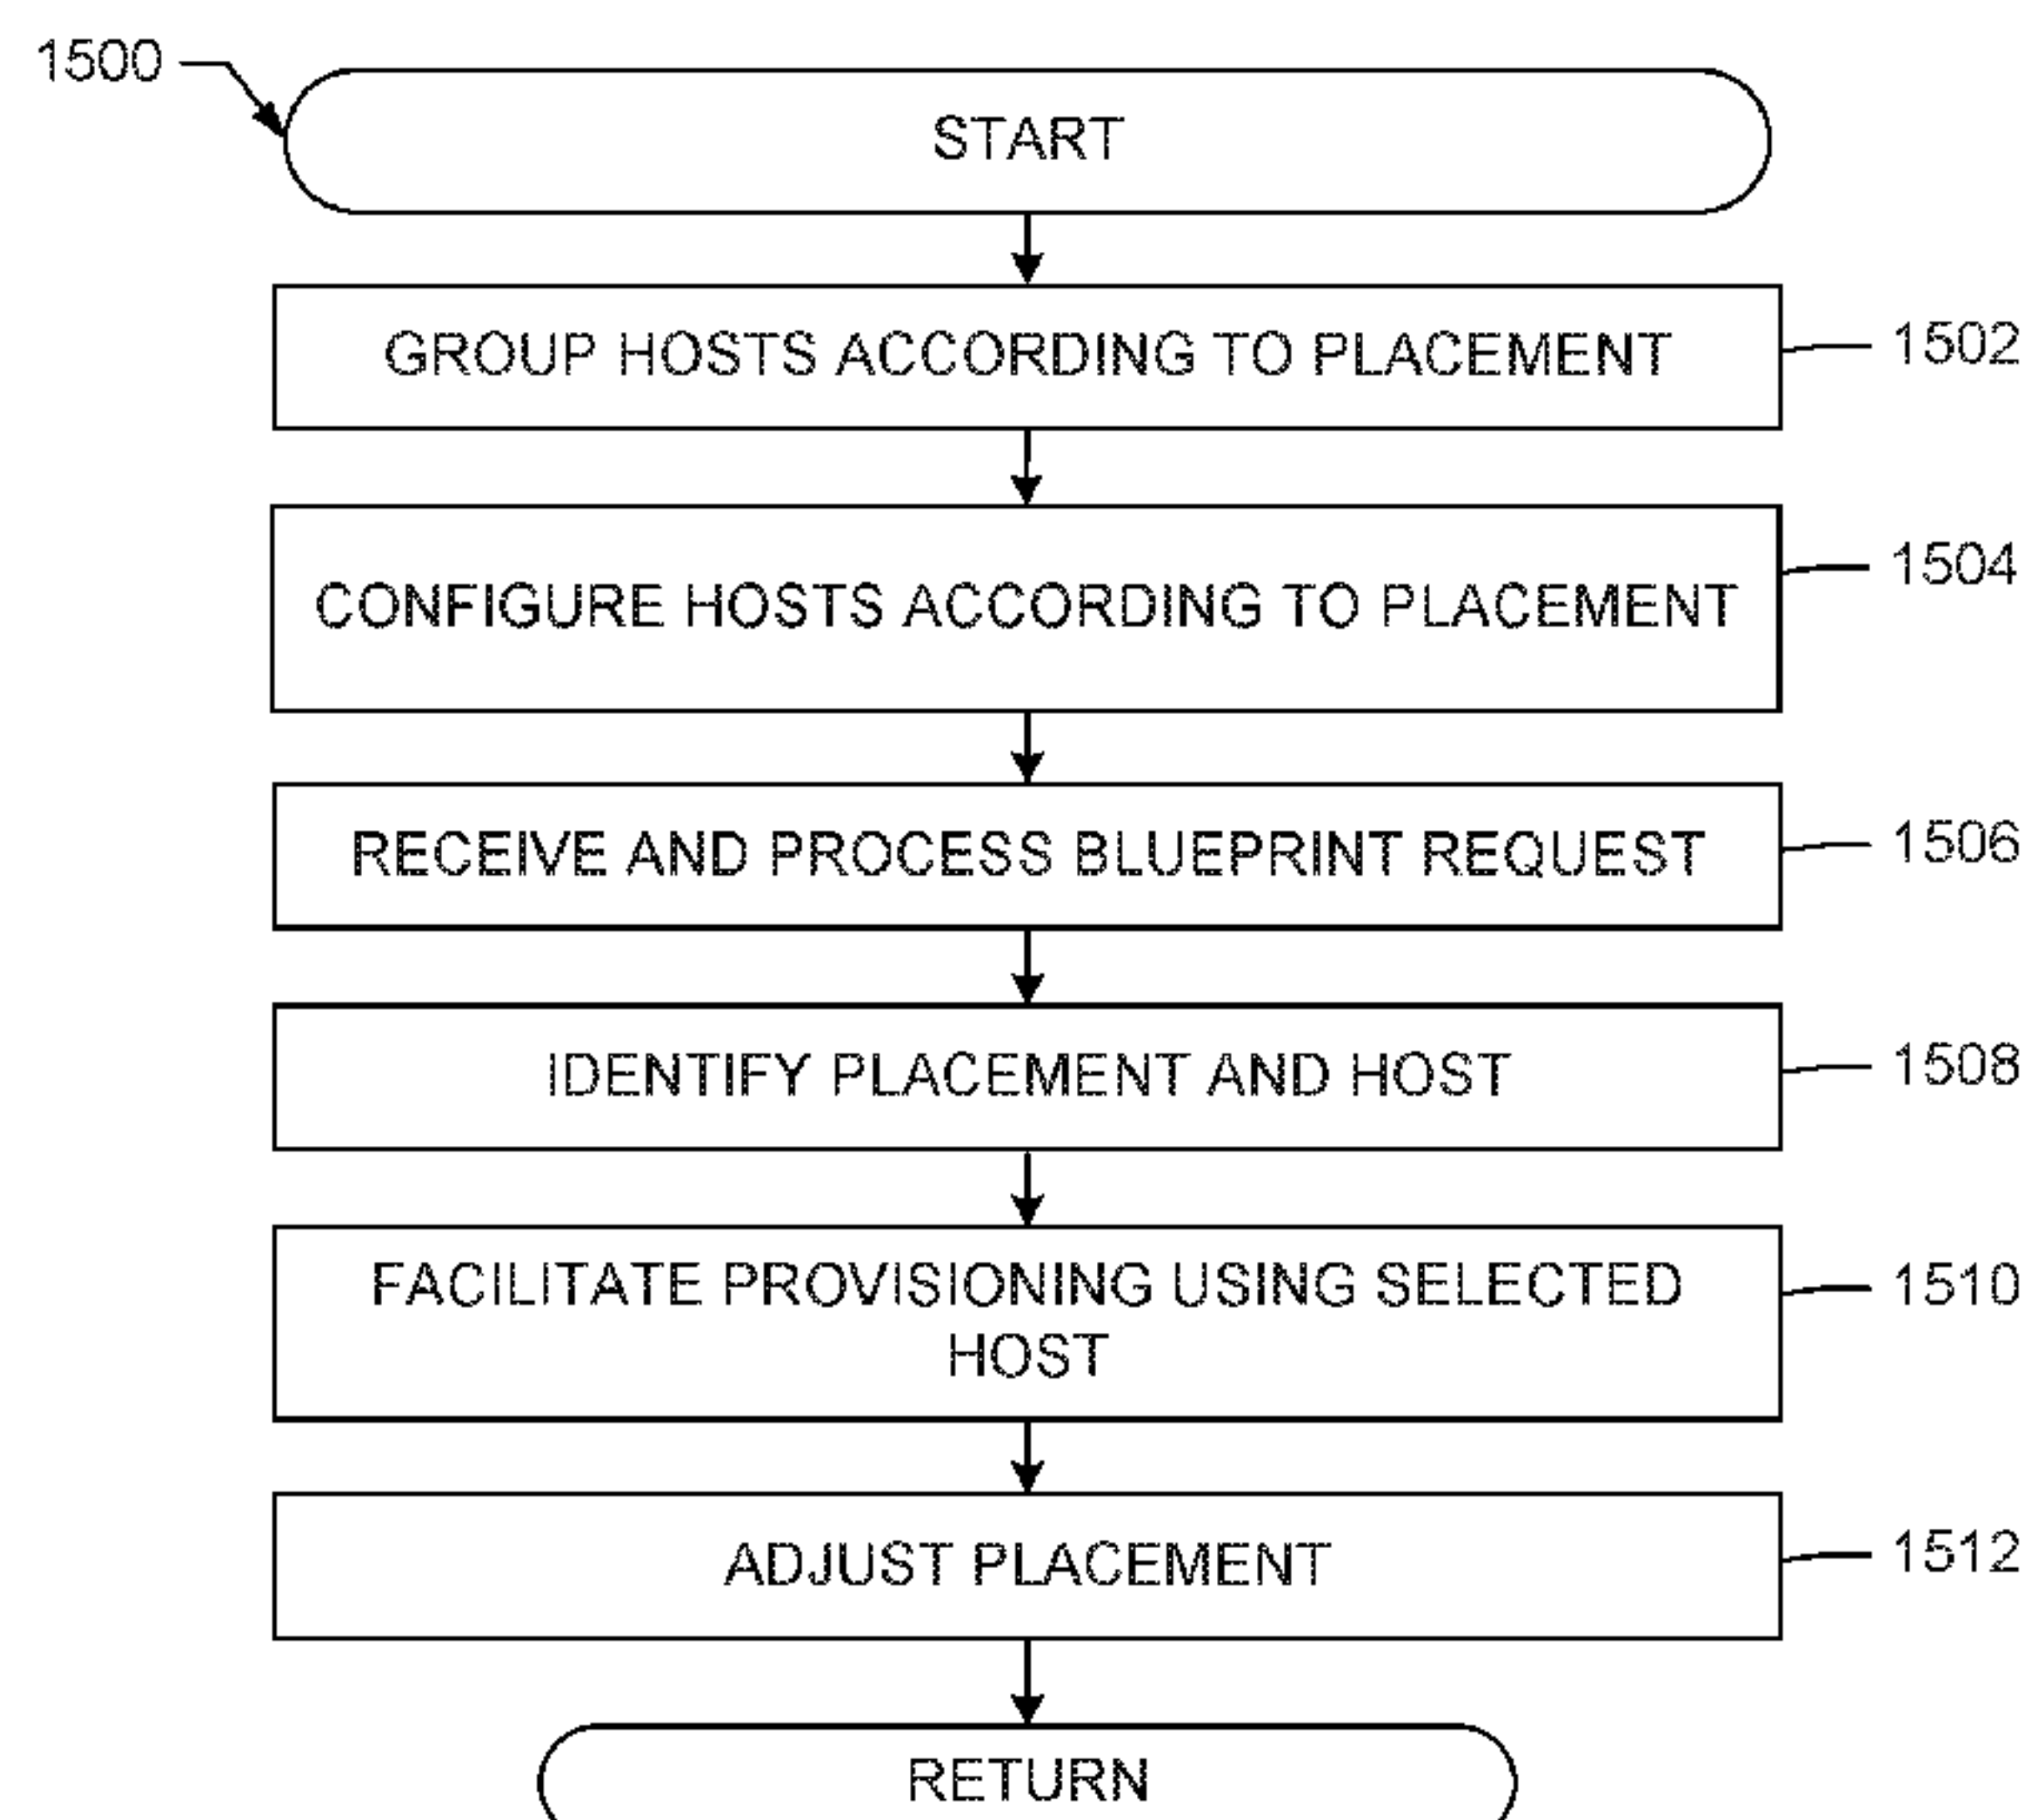 1500
START
GROUP HOSTS ACCORDING TO PLACEMENT
1502
CONFIGURE HOSTS ACCORDING TO PLACEMENT
1504
RECEIVE AND PROCESS BLUEPRINT REQUEST
1506
IDENTIFY PLACEMENT AND HOST
1508
FACILITATE PROVISIONING USING SELECTED
HOST
1510
ADJUST PLACEMENT
1512
RETURN